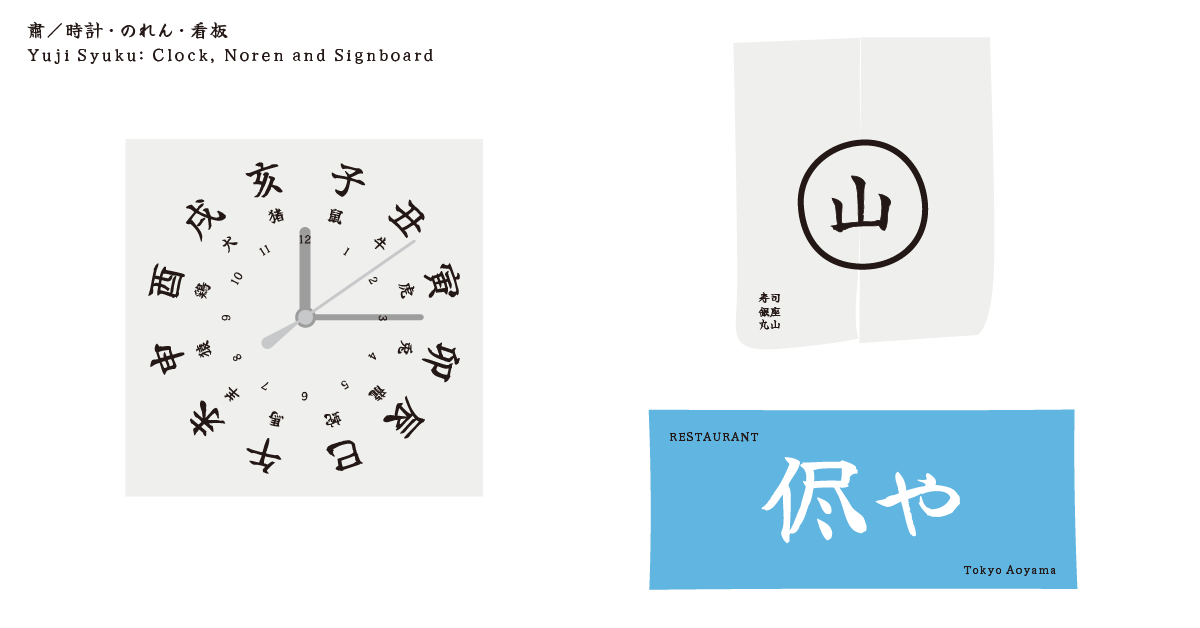 肅／時計・のれん・看板
Yuji Syuku: Clock, Noren and Signboard
子
丑
寅
卯
辰
巳
午
未
申
酉
戌
亥
鼠
牛
虎
兎
龍
蛇
馬
羊
猿
鶏
犬
猪
12
1
2
3
4
5
6
7
8
9
10
11
山
寿司
銀座
丸山
RESTAURANT
侭や
Tokyo Aoyama